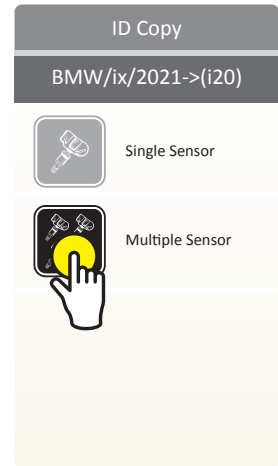 ID Copy
BMW/ix/2021->(i20)
Single Sensor
Multiple Sensor